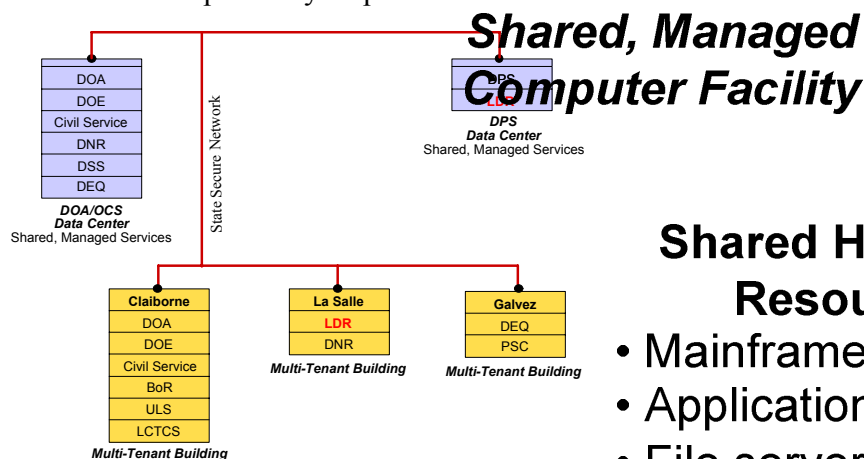 Shared, Managed
Computer Facility
DOA
DOE
Civil Service
DNR
DSS
DEQ
DOA/OCS
Data Center
Shared, Managed Services
State Secure Network
DPS
LDR
DPS
Data Center
Shared, Managed Services
Claiborne
DOA
DOE
Civil Service
BoR
ULS
LCTCS
Multi-Tenant Building
La Salle
LDR
DNR
Multi-Tenant Building
Galvez
DEQ
PSC
Multi-Tenant Building
Shared H
Resou
• Mainframe
• Application